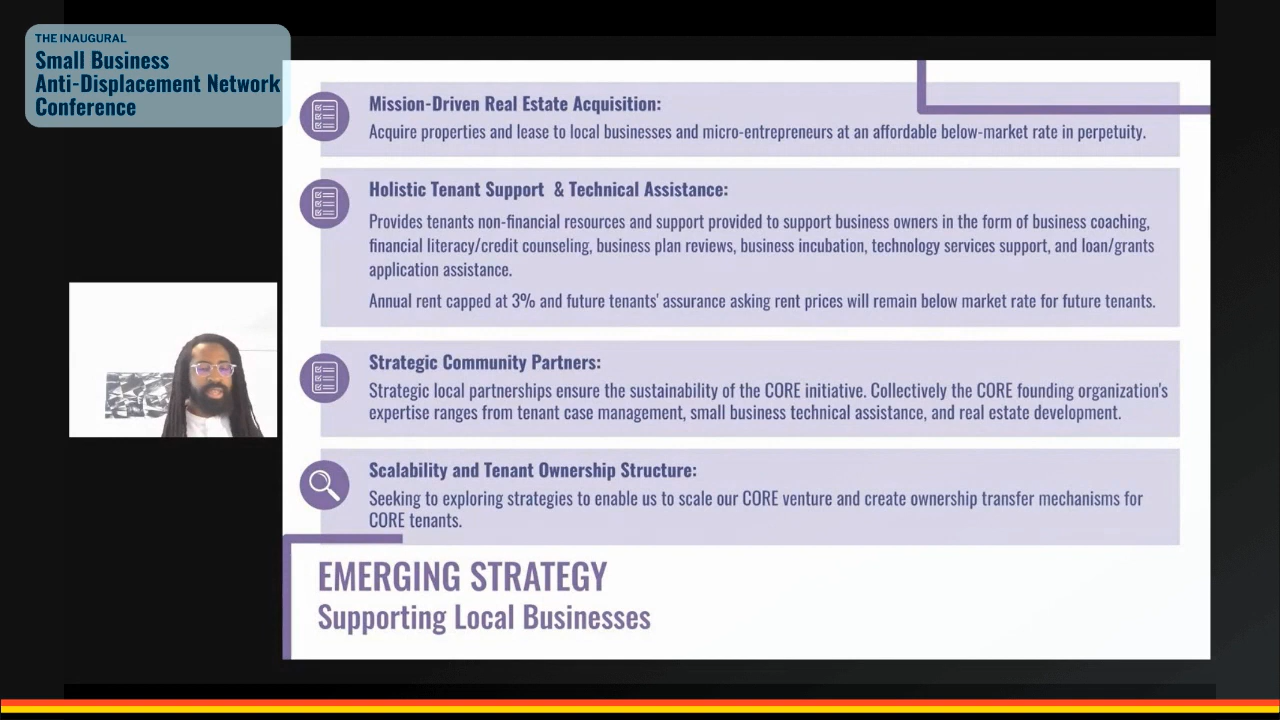 THE INAUGURAL
Small Business
Anti-Displacement Network
Conference
Mission-Driven Real Estate Acquisition:
Acquire properties and lease to local businesses and micro-entrepreneurs at an affordable below-market rate in perpetuity.
Holistic Tenant Support & Technical Assistance:
Provides tenants non-financial resources and support provided to support business owners in the form of business coaching,
financial literacy/credit counseling, business plan reviews, business incubation, technology services support, and loan/grants
application assistance.
Annual rent capped at 3% and future tenants' assurance asking rent prices will remain below market rate for future tenants.
Strategic Community Partners:
Strategic local partnerships ensure the sustainability of the CORE initiative. Collectively the CORE founding organization's
expertise ranges from tenant case management, small business technical assistance, and real estate development.
Scalability and Tenant Ownership Structure:
Seeking to exploring strategies to enable us to scale our CORE venture and create ownership transfer mechanisms for
CORE tenants.
EMERGING STRATEGY
Supporting Local Businesses